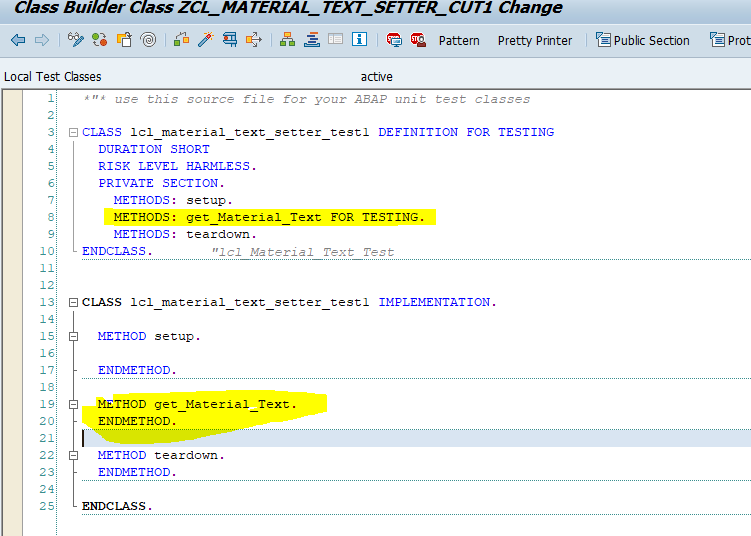 Class Builder Class ZCL_MATERIAL_TEXT_SETTER_CUT1 Change
Pattern Pretty Printer Public Section Prot
Local Test Classes active
1 *"* use this source file for your ABAP unit test classes
2
3 CLASS lcl_material_text_setter_test1 DEFINITION FOR TESTING
4 DURATION SHORT
5 RISK LEVEL HARMLESS.
6 PRIVATE SECTION.
7 METHODS: setup.
8 METHODS: get_Material_Text FOR TESTING.
9 METHODS: teardown.
10 ENDCLASS. "lcl_Material_Text_Test
11
12
13 CLASS lcl_material_text_setter_test1 IMPLEMENTATION.
14
15 METHOD setup.
16
17 ENDMETHOD.
18
19 METHOD get_Material_Text.
20 ENDMETHOD.
21
22 METHOD teardown.
23 ENDMETHOD.
24
25 ENDCLASS.